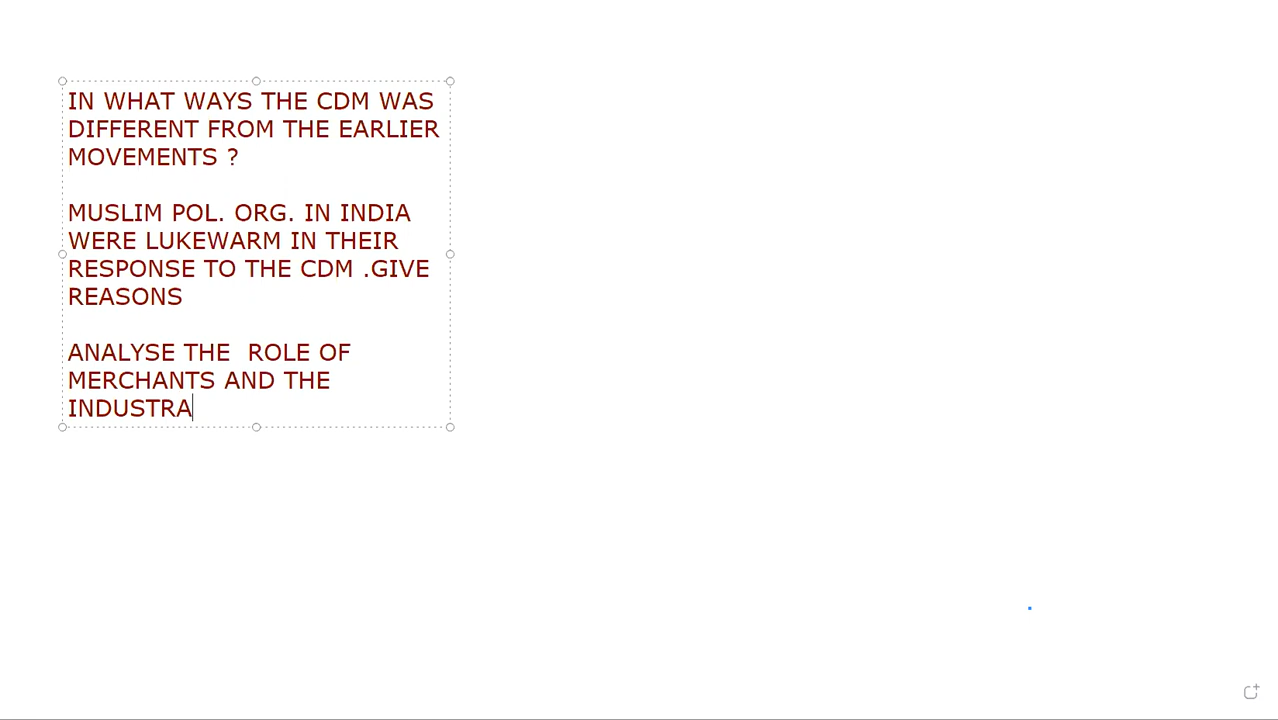 IN WHAT WAYS THE CDM WAS
DIFFERENT FROM THE EARLIER
MOVEMENTS ?
MUSLIM POL. ORG. IN INDIA
WERE LUKEWARM IN THEIR
RESPONSE TO THE CDM .GIVE
REASONS
ANALYSE THE  ROLE OF
MERCHANTS AND THE
INDUSTRA